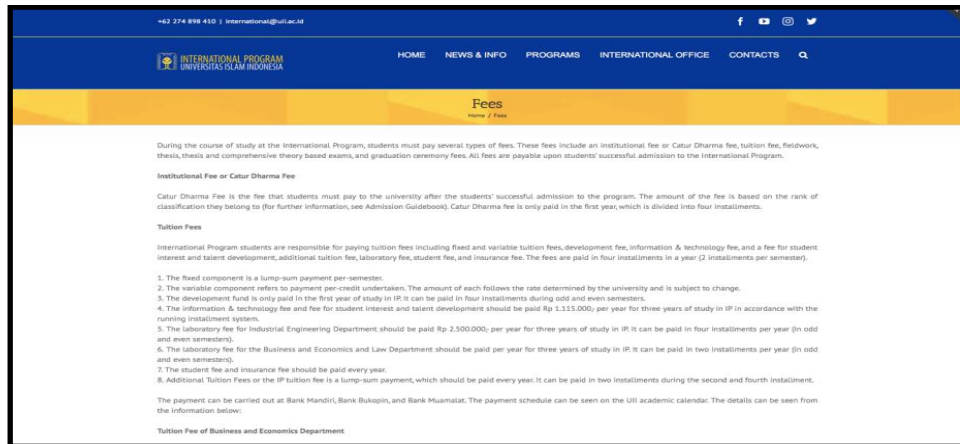 +62 274 898 410 | international@uii.ac.id
HOME NEWS & INFO PROGRAMS INTERNATIONAL OFFICE CONTACTS
INTERNATIONAL PROGRAM
UNIVERSITAS ISLAM INDONESIA
Fees
Home / Fees
During the course of study at the International Program, students must pay several types of fees. These fees include an institutional fee or Catur Dharma fee, tuition fee, fieldwork,
thesis, thesis and comprehensive theory based exams, and graduation ceremony fees. All fees are payable upon students' successful admission to the International Program.
Institutional Fee or Catur Dharma Fee
Catur Dharma Fee is the fee that students must pay to the university after the students' successful admission to the program. The amount of the fee is based on the rank of
classification they belong to (for further information, see Admission Guidebook). Catur Dharma fee is only paid in the first year, which is divided into four installments.
Tuition Fees
International Program students are responsible for paying tuition fees including fixed and variable tuition fees, development fee, information & technology fee, and a fee for student
interest and talent development, additional tuition fee, laboratory fee, student fee, and insurance fee. The fees are paid in four installments in a year (2 installments per semester).
1. The fixed component is a lump-sum payment per-semester.
2. The variable component refers to payment per-credit undertaken. The amount of each follows the rate determined by the university and is subject to change.
3. The development fund is only paid in the first year of study in IP. It can be paid in four installments during odd and even semesters.
4. The information & technology fee and fee for student interest and talent development should be paid Rp 1.115.000,- per year for three years of study in IP in accordance with the
running installment system.
5. The laboratory fee for Industrial Engineering Department should be paid Rp 2.500.000,- per year for three years of study in IP. It can be paid in four installments per year (in odd
and even semesters).
6. The laboratory fee for the Business and Economics and Law Department should be paid per year for three years of study in IP. It can be paid in two installments per year (in odd
and even semesters).
7. The student fee and insurance fee should be paid every year.
8. Additional Tuition Fees or the IP tuition fee is a lump-sum payment, which should be paid every year. It can be paid in two installments during the second and fourth installment.
The payment can be carried out at Bank Mandiri, Bank Bukopin, and Bank Muamalat. The payment schedule can be seen on the UII academic calendar. The details can be seen from
the information below:
Tuition Fee of Business and Economics Department